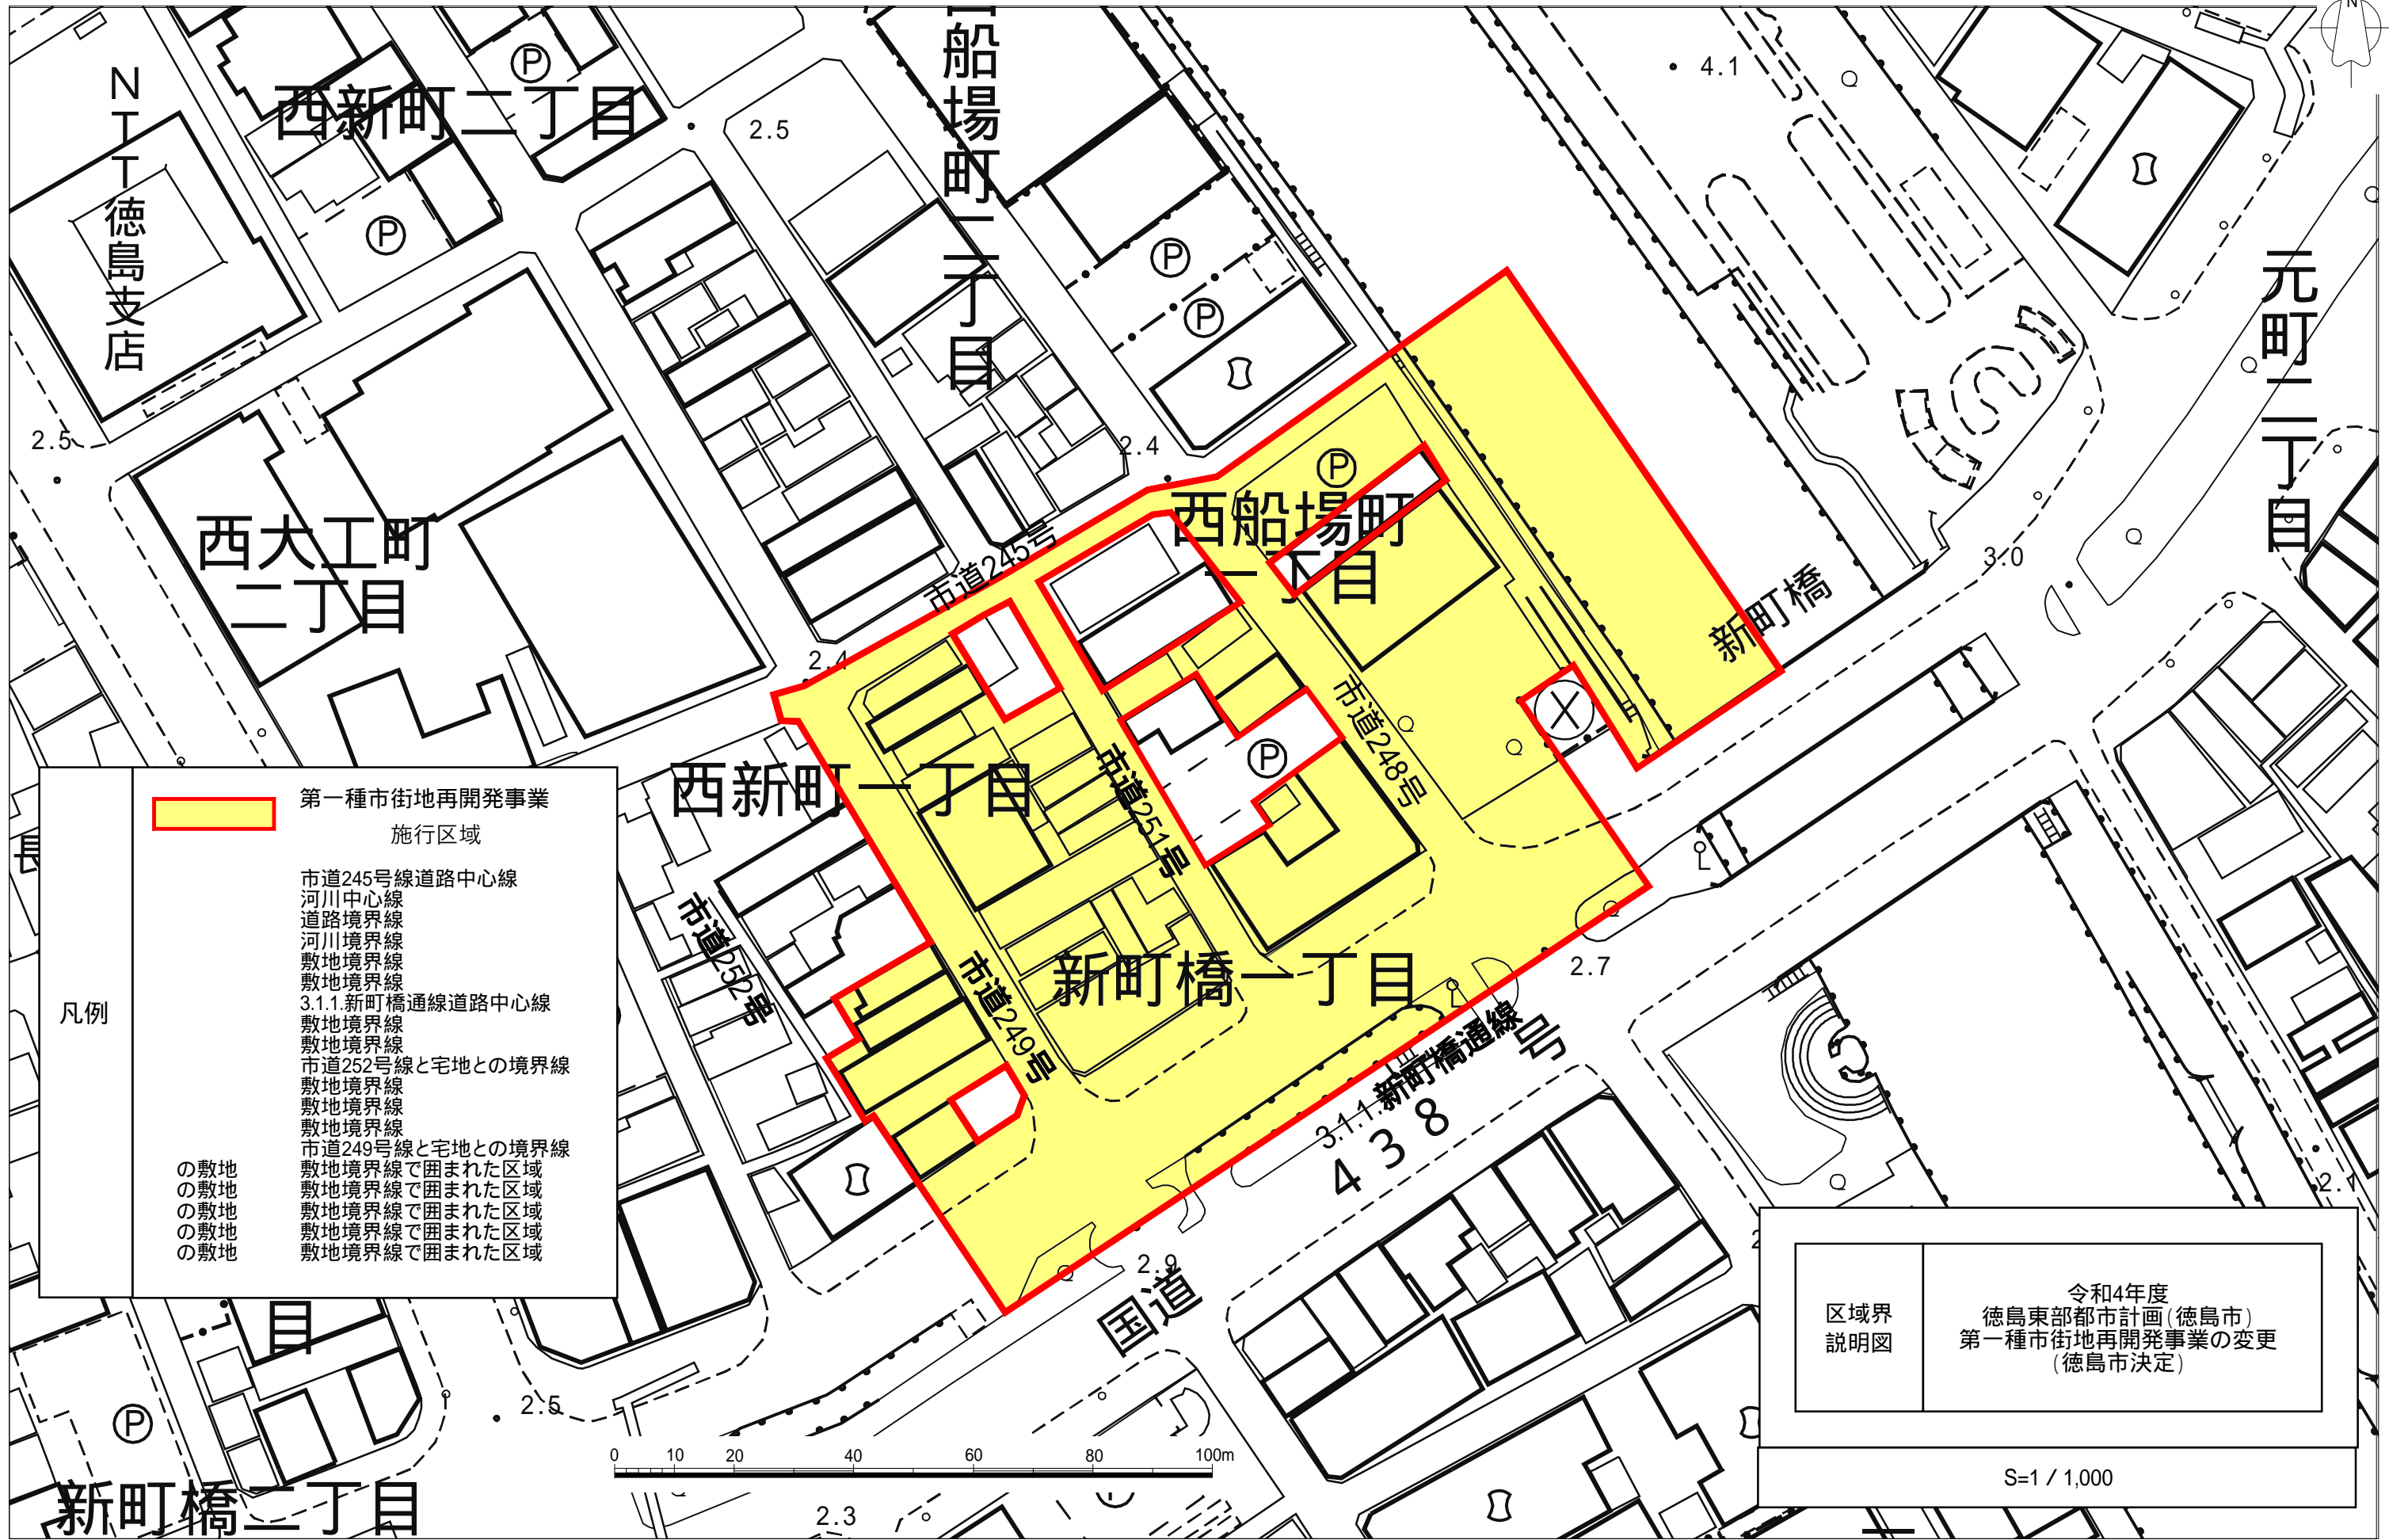 N
NTT徳島支店
西新町二丁目
P
2.5
船場町二丁目
4.1
P
P
P
元町二丁目
2.5
2.4
P
西大工町
二丁目
西船場町
一丁目
市道245号
3.0
新町橋
2.4
市道248号
西新町一丁目
市道251号
P
市道252号
市道249号
新町橋一丁目
2.7
3.1.1.新町橋通線
国道
438
号
2.9
2.1
長
凡例
第一種市街地再開発事業
施行区域
市道245号線道路中心線
河川中心線
道路境界線
河川境界線
敷地境界線
敷地境界線
3.1.1.新町橋通線道路中心線
敷地境界線
敷地境界線
市道252号線と宅地との境界線
敷地境界線
敷地境界線
敷地境界線
市道249号線と宅地との境界線
の敷地 敷地境界線で囲まれた区域
の敷地 敷地境界線で囲まれた区域
の敷地 敷地境界線で囲まれた区域
の敷地 敷地境界線で囲まれた区域
の敷地 敷地境界線で囲まれた区域
目
P
2.5
新町橋二丁目
0 10 20 40 60 80 100m
2.3
区域界
説明図
令和4年度
徳島東部都市計画(徳島市)
第一種市街地再開発事業の変更
(徳島市決定)
S=1/1,000